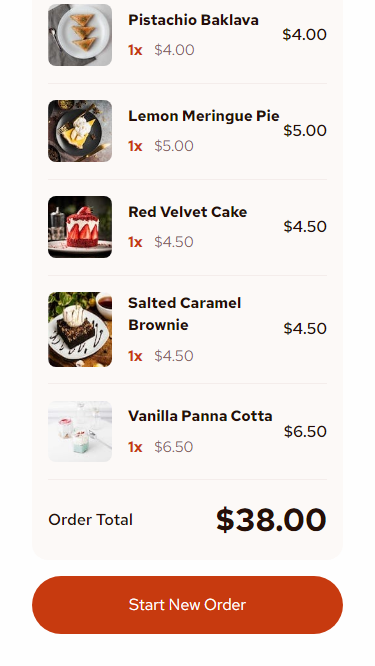 Pistachio Baklava
1x $4.00
$4.00
Lemon Meringue Pie
1x $5.00
$5.00
Red Velvet Cake
1x $4.50
$4.50
Salted Caramel
Brownie
1x $4.50
$4.50
Vanilla Panna Cotta
1x $6.50
$6.50
Order Total $38.00
Start New Order